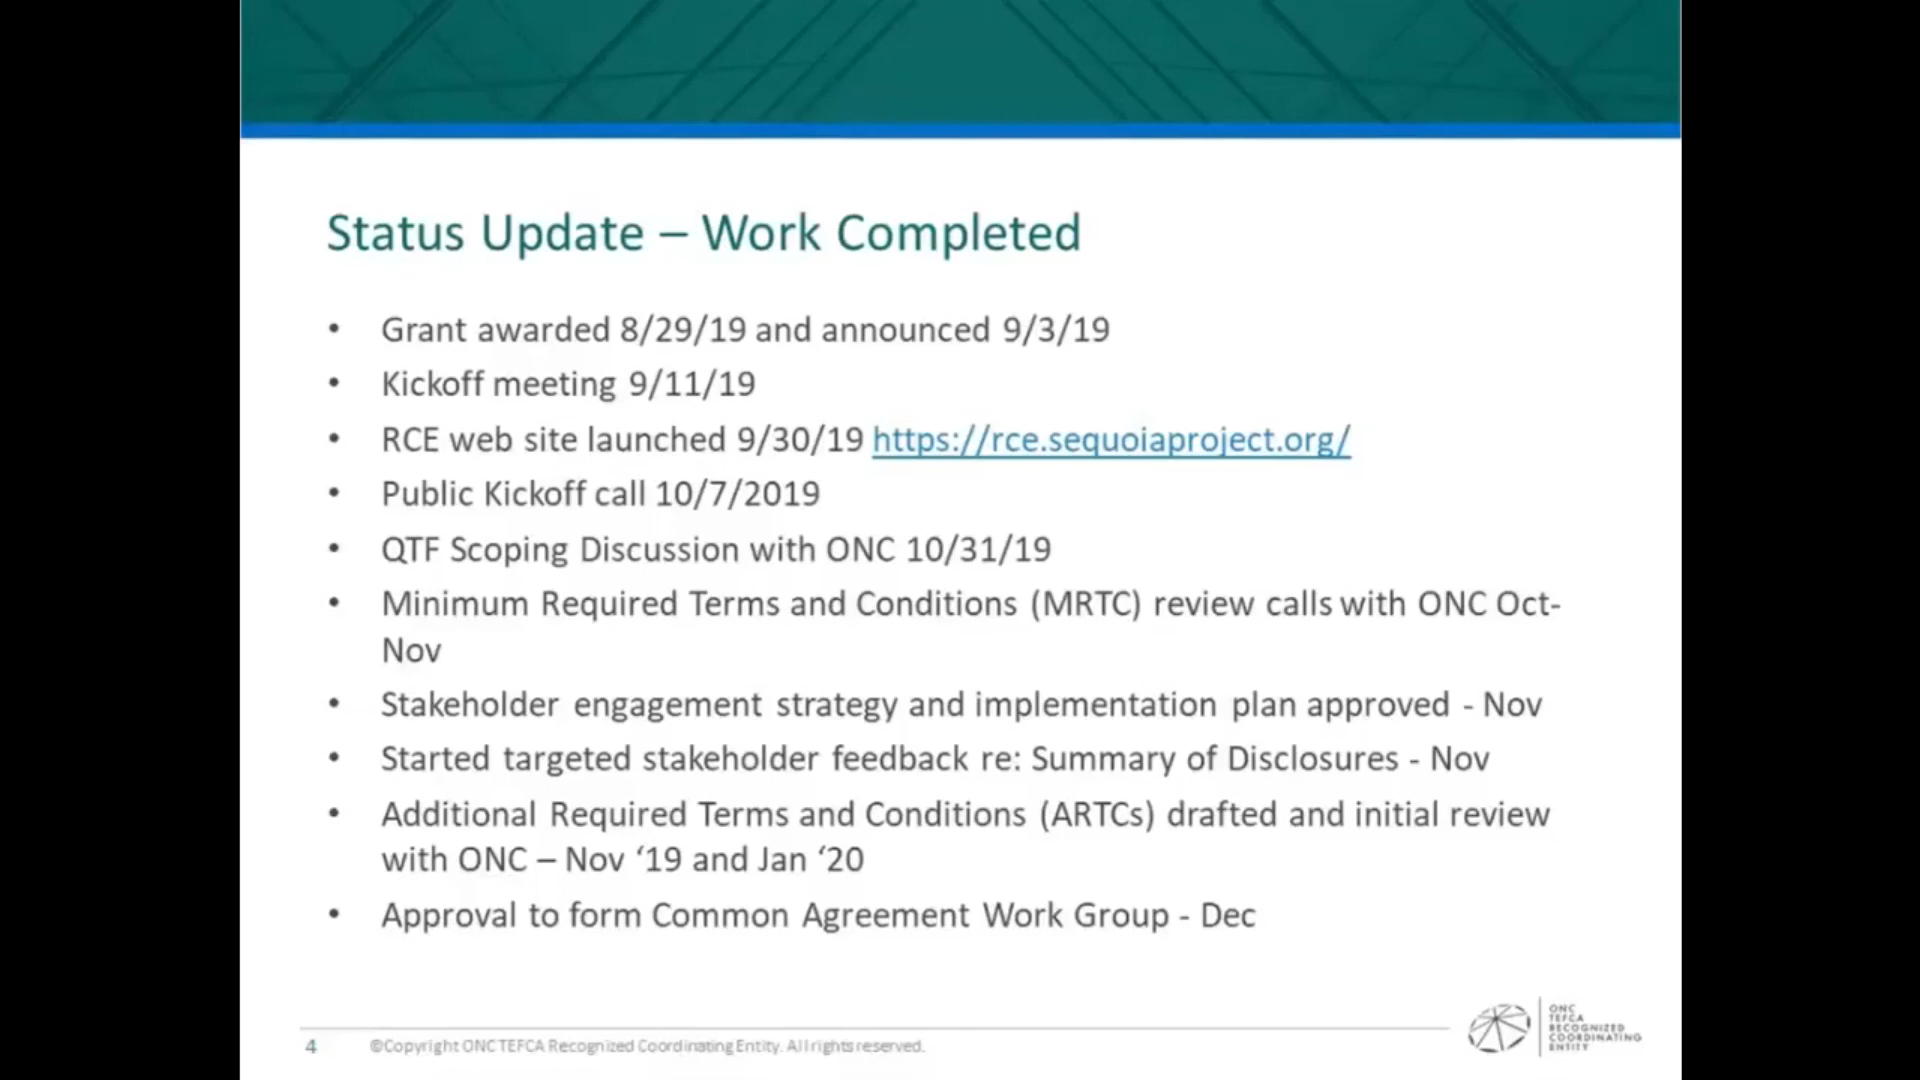 Status Update – Work Completed
• Grant awarded 8/29/19 and announced 9/3/19
• Kickoff meeting 9/11/19
• RCE web site launched 9/30/19 https://rce.sequoiaproject.org/
• Public Kickoff call 10/7/2019
• QTF Scoping Discussion with ONC 10/31/19
• Minimum Required Terms and Conditions (MRTC) review calls with ONC Oct-
Nov
• Stakeholder engagement strategy and implementation plan approved - Nov
• Started targeted stakeholder feedback re: Summary of Disclosures - Nov
• Additional Required Terms and Conditions (ARTCs) drafted and initial review
with ONC – Nov ‘19 and Jan ‘20
• Approval to form Common Agreement Work Group - Dec
4 ©Copyright ONC TEFCA Recognized Coordinating Entity. All rights reserved.
ONC
TEFCA
RECOGNIZED
COORDINATING
ENTITY